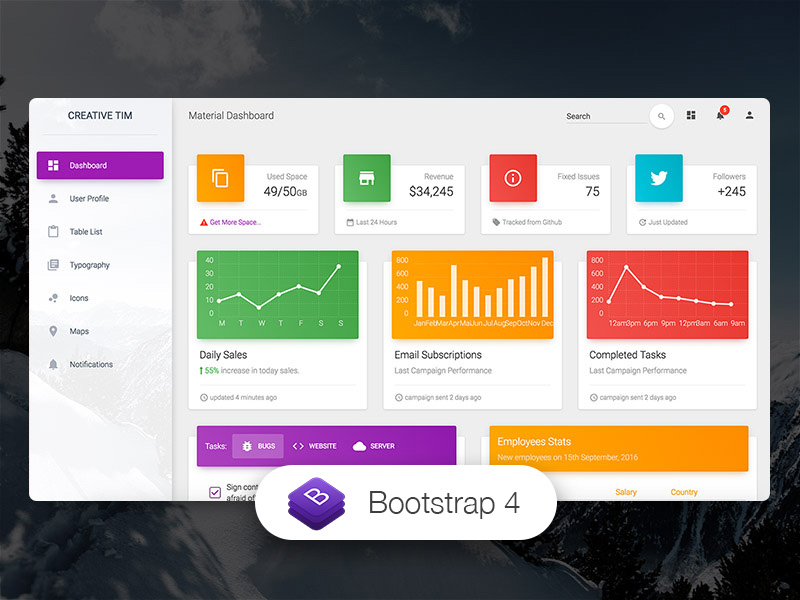 CREATIVE TIM
Material Dashboard
Search
5
Dashboard
User Profile
Table List
Typography
Icons
Maps
Notifications
Used Space
49/50GB
Get More Space...
Revenue
$34,245
Last 24 Hours
Fixed Issues
75
Tracked from Github
Followers
+245
Just Updated
40
30
20
10
0
M T W T F S S
Daily Sales
55% increase in today sales.
updated 4 minutes ago
800
600
400
200
0
JanFebMarAprMaiJunJulAugSepOctNovDec
Email Subscriptions
Last Campaign Performance
campaign sent 2 days ago
800
600
400
200
0
12am3pm 6pm 9pm 12pm3am 6am 9am
Completed Tasks
Last Campaign Performance
campaign sent 2 days ago
Tasks: BUGS WEBSITE SERVER
Sign
afraid of
Employees Stats
New employees on 15th September, 2016
Salary Country
B
Bootstrap 4